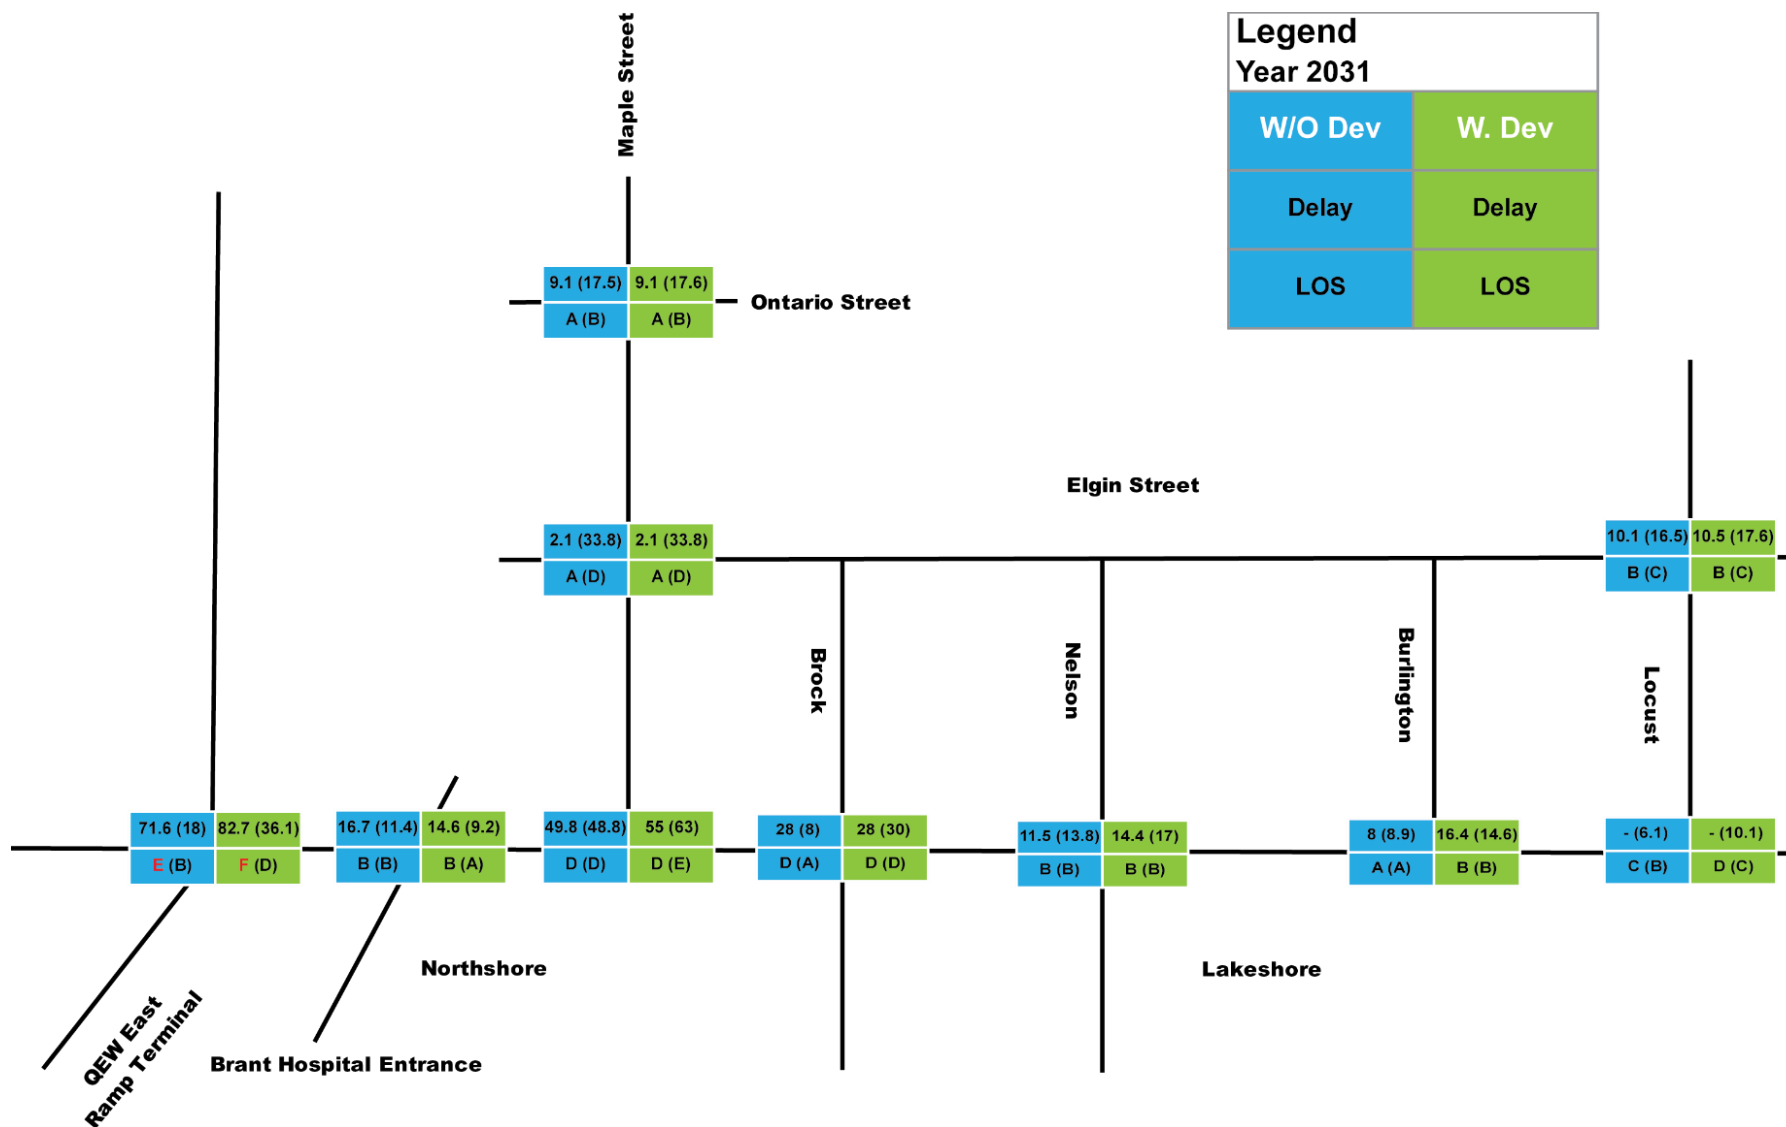 Maple Street
Legend
Year 2031
W/O Dev W. Dev
Delay Delay
LOS LOS
9.1 (17.5) 9.1 (17.6)
A (B) A (B)
Ontario Street
Elgin Street
2.1 (33.8) 2.1 (33.8)
A (D) A (D)
10.1 (16.5) 10.5 (17.6)
B (C) B (C)
Brock
Nelson
Burlington
Locust
71.6 (18) 82.7 (36.1)
E (B) F (D)
16.7 (11.4) 14.6 (9.2)
B (B) B (A)
49.8 (48.8) 55 (63)
D (D) D (E)
28 (8) 28 (30)
D (A) D (D)
11.5 (13.8) 14.4 (17)
B (B) B (B)
8 (8.9) 16.4 (14.6)
A (A) B (B)
- (6.1) - (10.1)
C (B) D (C)
Northshore
Lakeshore
QEW East
Ramp Terminal
Brant Hospital Entrance